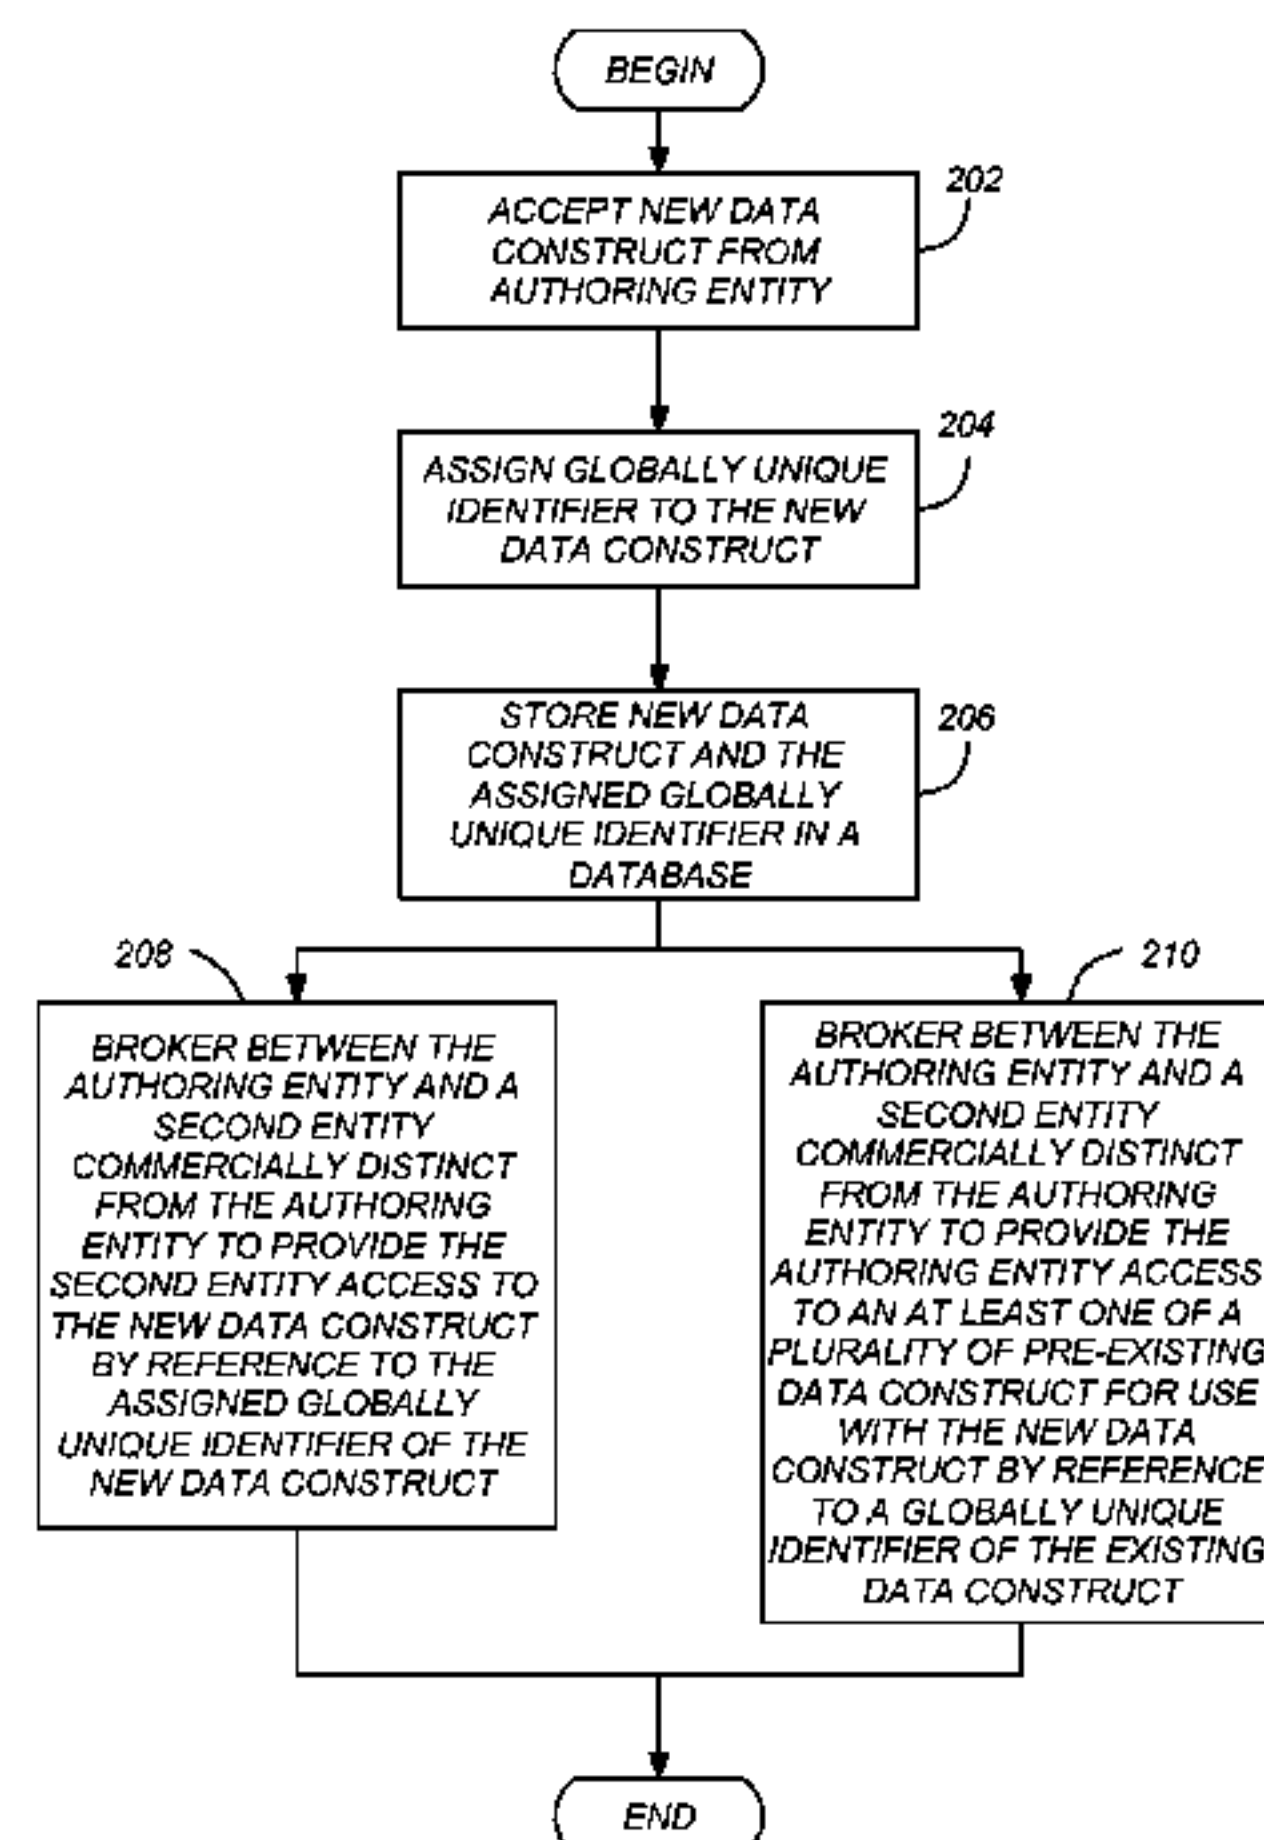 BEGIN
202
ACCEPT NEW DATA
CONSTRUCT FROM
AUTHORING ENTITY
204
ASSIGN GLOBALLY UNIQUE
IDENTIFIER TO THE NEW
DATA CONSTRUCT
206
STORE NEW DATA
CONSTRUCT AND THE
ASSIGNED GLOBALLY
UNIQUE IDENTIFIER IN A
DATABASE
208
BROKER BETWEEN THE
AUTHORING ENTITY AND A
SECOND ENTITY
COMMERCIALLY DISTINCT
FROM THE AUTHORING
ENTITY TO PROVIDE THE
SECOND ENTITY ACCESS TO
THE NEW DATA CONSTRUCT
BY REFERENCE TO THE
ASSIGNED GLOBALLY
UNIQUE IDENTIFIER OF THE
NEW DATA CONSTRUCT
210
BROKER BETWEEN THE
AUTHORING ENTITY AND A
SECOND ENTITY
COMMERCIALLY DISTINCT
FROM THE AUTHORING
ENTITY TO PROVIDE THE
AUTHORING ENTITY ACCESS
TO AN AT LEAST ONE OF A
PLURALITY OF PRE-EXISTING
DATA CONSTRUCT FOR USE
WITH THE NEW DATA
CONSTRUCT BY REFERENCE
TO A GLOBALLY UNIQUE
IDENTIFIER OF THE EXISTING
DATA CONSTRUCT
END